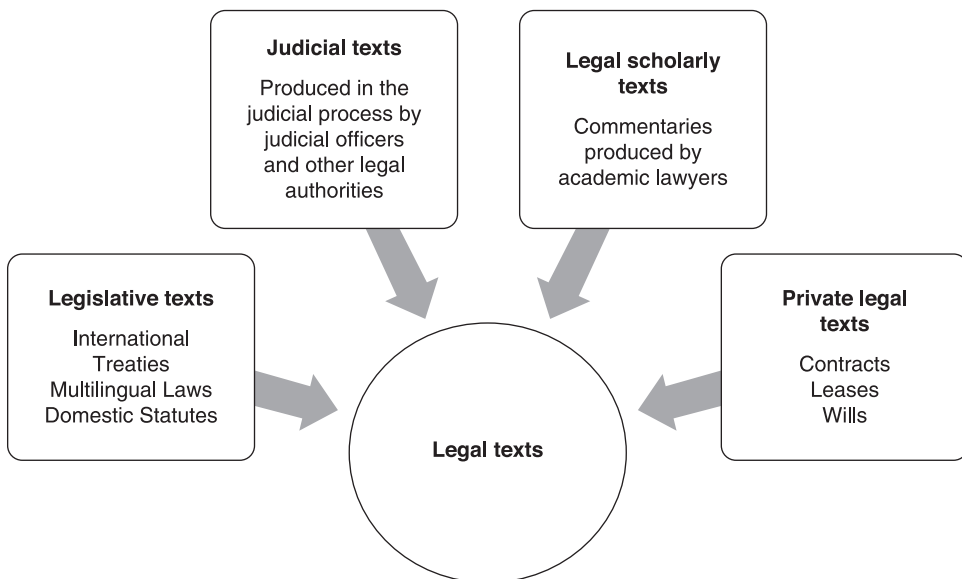 Judicial texts
Produced in the
judicial process by
judicial officers
and other legal
authorities
Legal scholarly
texts
Commentaries
produced by
academic lawyers
Legislative texts
International
Treaties
Multilingual Laws
Domestic Statutes
Private legal
texts
Contracts
Leases
Wills
Legal texts